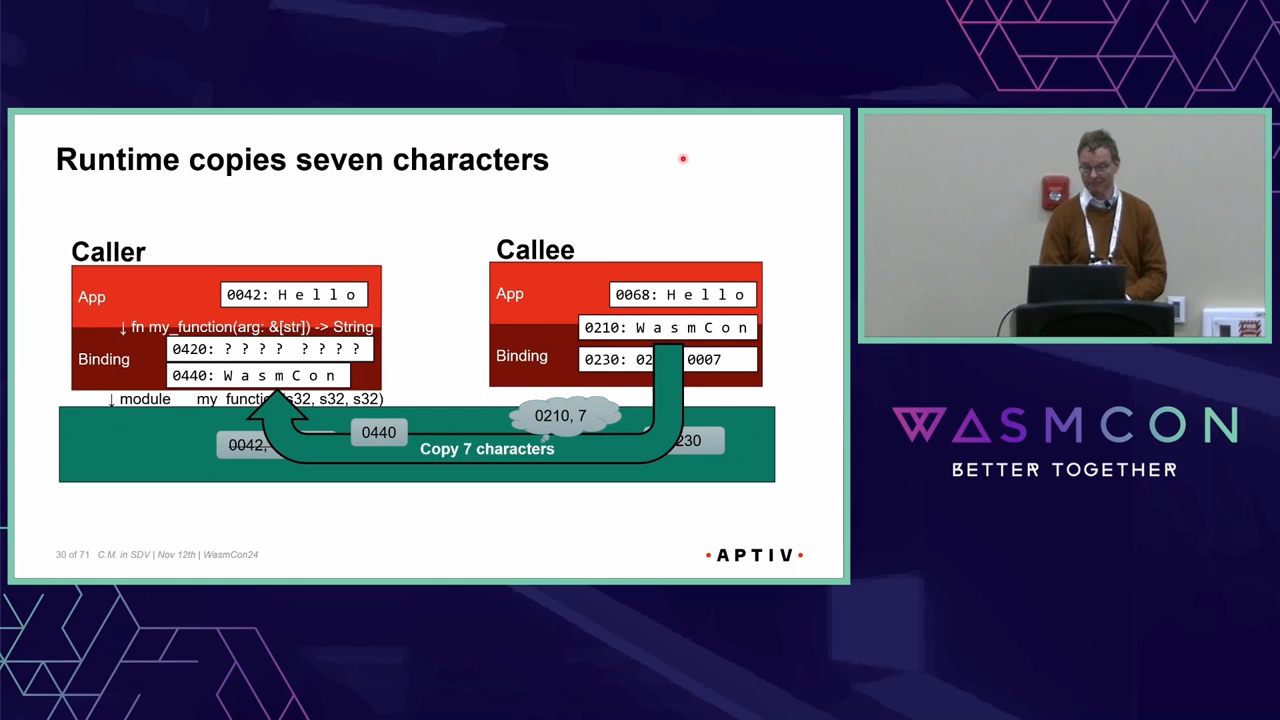 Runtime copies seven characters
Caller
Callee
App
0042: H e l l o
App
0068: H e l l o
↓ fn my_function(arg: &[str]) -> String
0210: W a s m C o n
Binding
0420: ? ? ? ? ? ? ? ?
Binding
0230: 02 0007
0440: W a s m C o n
↓ module my_functi s32, s32, s32)
0210, 7
0042,
0440
230
Copy 7 characters
30 of 71 C.M. in SDV | Nov 12th | WasmCon24
APTIV
WASMCON
BETTER TOGETHER